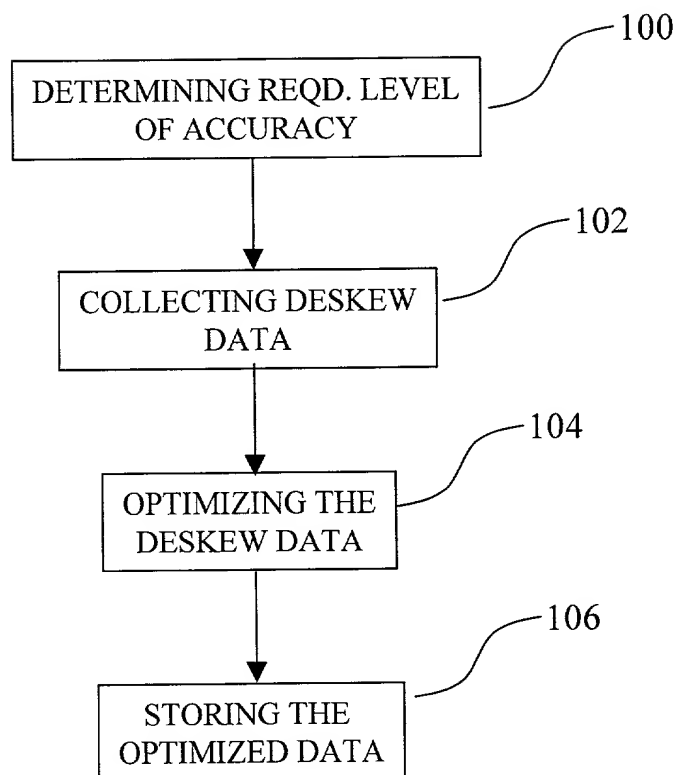 100
DETERMINING REQD. LEVEL
OF ACCURACY
102
COLLECTING DESKEW
DATA
104
OPTIMIZING THE
DESKEW DATA
106
STORING THE
OPTIMIZED DATA